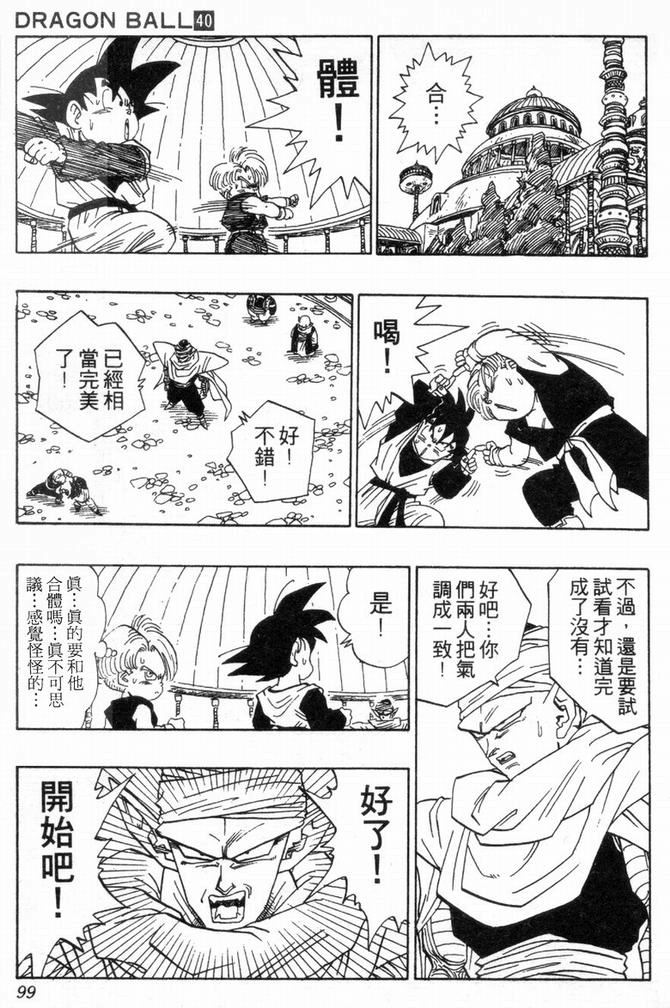 DRAGON BALL 40
合…
體！
喝！
已經相
當完美
了！
好！
不錯！
不過，還是要試
試看才知道完
成了沒有…
好吧…你
們兩人把氣
調成一致！
是！
眞…眞的要和他
合體嗎…眞不可思
議…感覺怪怪的…
好了！
開始吧！
99